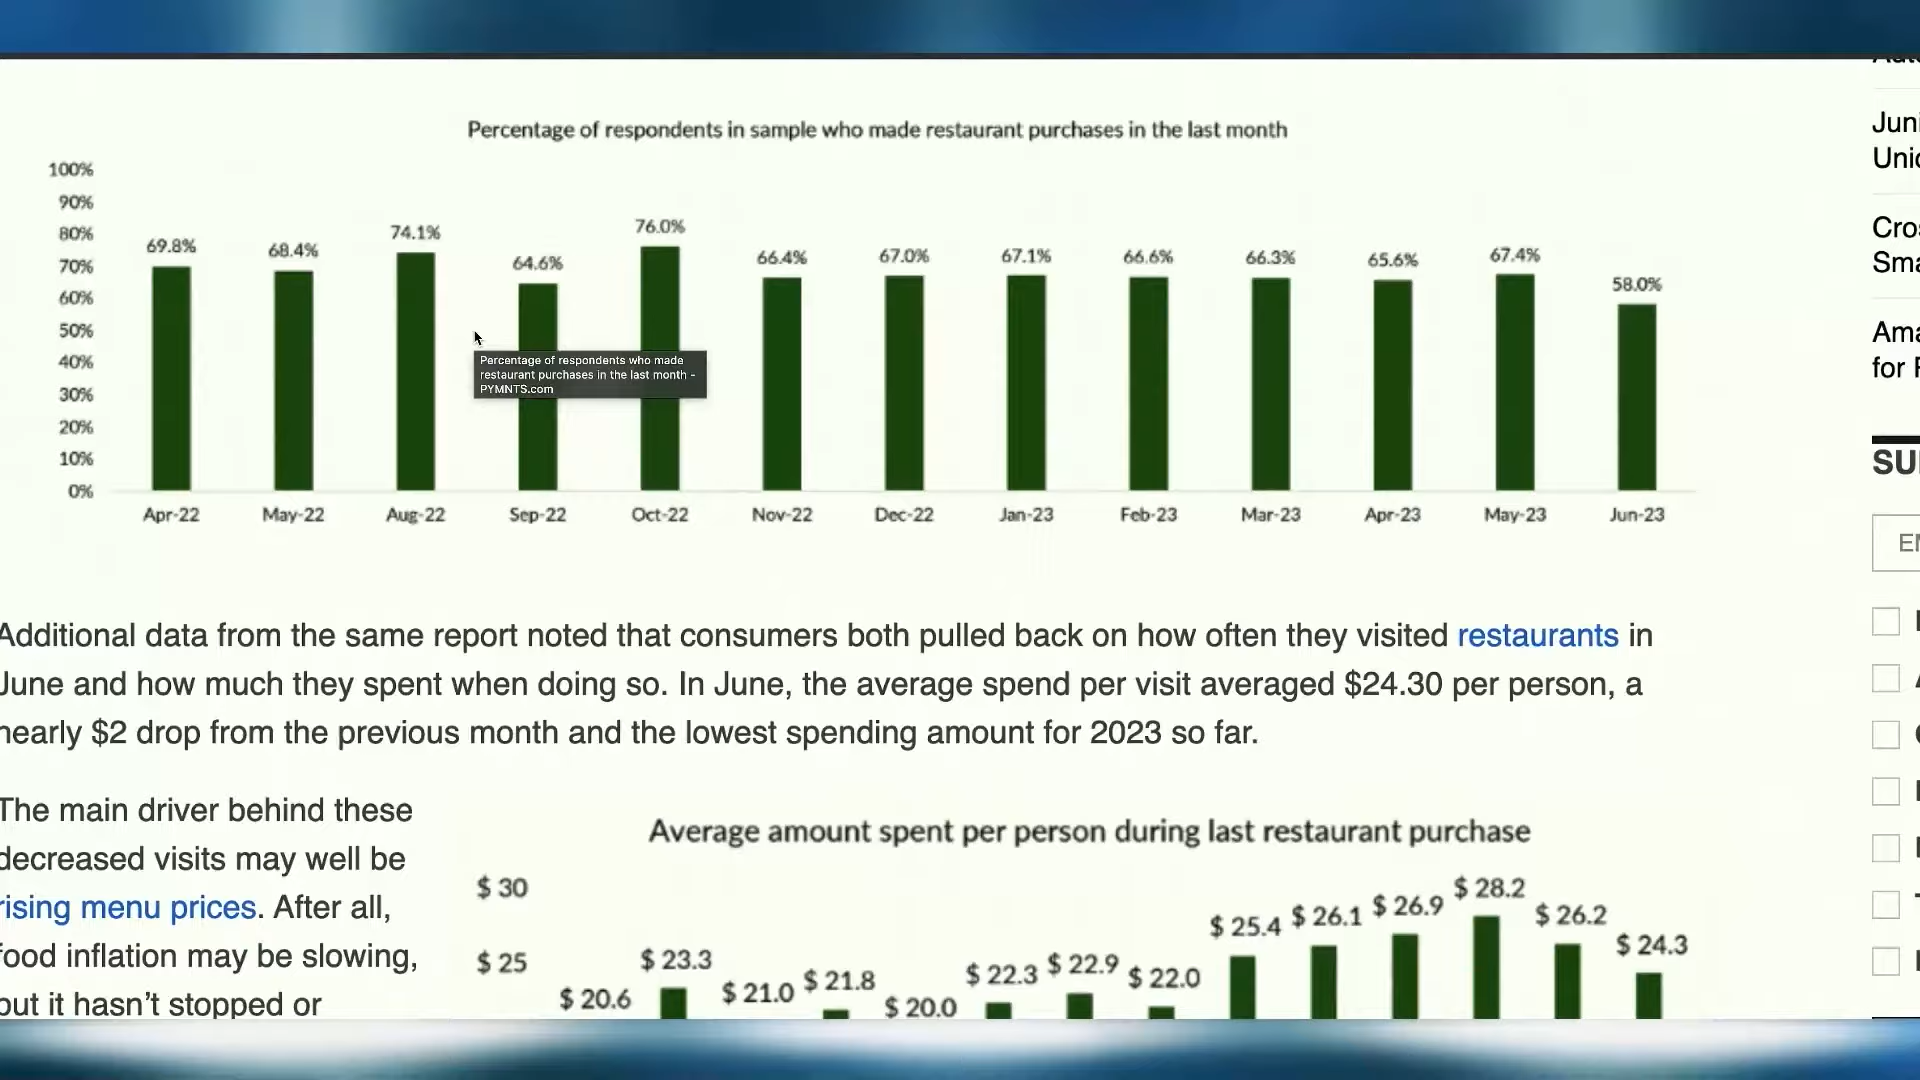 Percentage of respondents in sample who made restaurant purchases in the last month
100%
90%
80%
70%
60%
50%
40%
30%
20%
10%
0%
69.8% 68.4% 74.1% 64.6% 76.0% 66.4% 67.0% 67.1% 66.6% 66.3% 65.6% 67.4% 58.0%
Percentage of respondents who made
restaurant purchases in the last month -
PYMNTS.com
Apr-22 May-22 Aug-22 Sep-22 Oct-22 Nov-22 Dec-22 Jan-23 Feb-23 Mar-23 Apr-23 May-23 Jun-23
Additional data from the same report noted that consumers both pulled back on how often they visited restaurants in
June and how much they spent when doing so. In June, the average spend per visit averaged $24.30 per person, a
nearly $2 drop from the previous month and the lowest spending amount for 2023 so far.
The main driver behind these
decreased visits may well be
rising menu prices. After all,
food inflation may be slowing,
but it hasn't stopped or
Average amount spent per person during last restaurant purchase
$ 30
$ 25
$ 20.6 $ 23.3 $ 21.0 $ 21.8 $ 20.0 $ 22.3 $ 22.9 $ 22.0 $ 25.4 $ 26.1 $ 26.9 $ 28.2 $ 26.2 $ 24.3
Juni
Unio
Cros
Sma
Ama
for F
SU